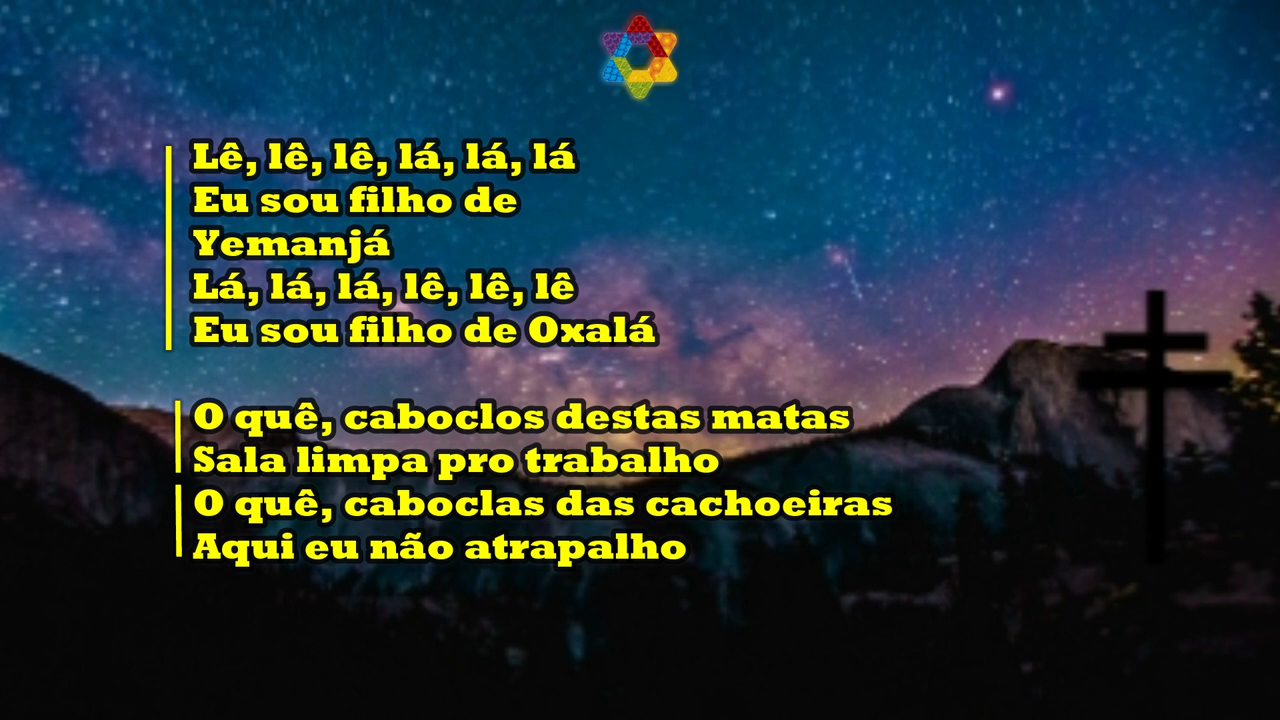 Lê, lê, lê, lá, lá, lá
Eu sou filho de
Yemanjá
Lá, lá, lá, lê, lê, lê
Eu sou filho de Oxalá
O quê, caboclos destas matas
Sala limpa pro trabalho
O quê, caboclas das cachoeiras
Aqui eu não atrapalho